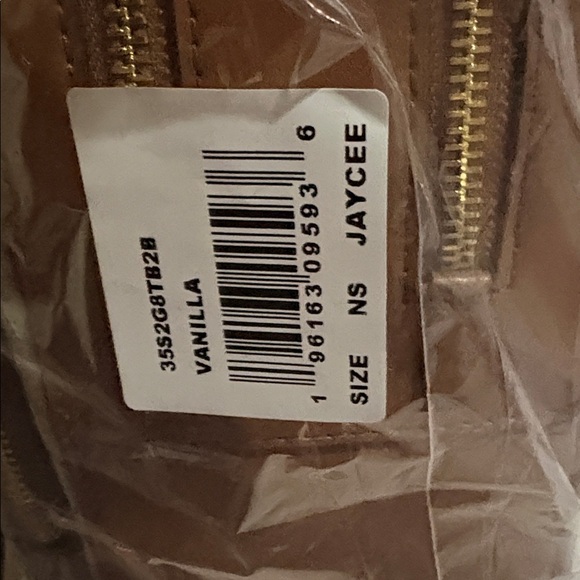 35S2G8TB2B
VANILLA
1 96163 09593 6
SIZE NS JAYCEE